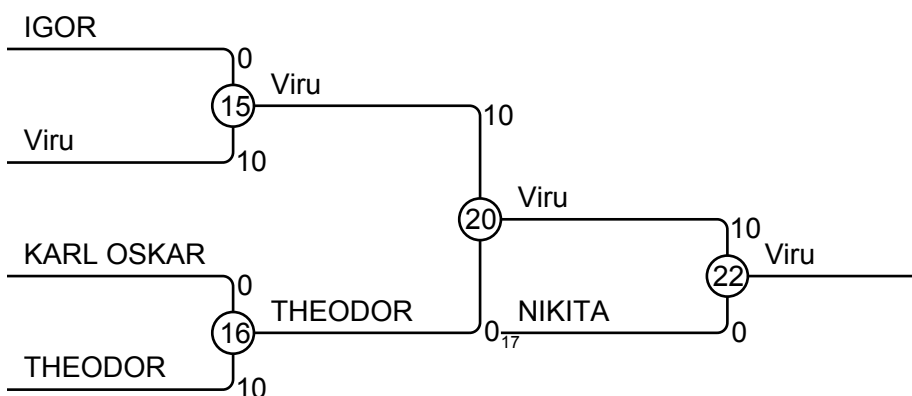 IGOR
0
15
Viru
Viru
10
10
20
Viru
10
KARL OSKAR
0
22
Viru
16
THEODOR
0
17
NIKITA
0
THEODOR
10